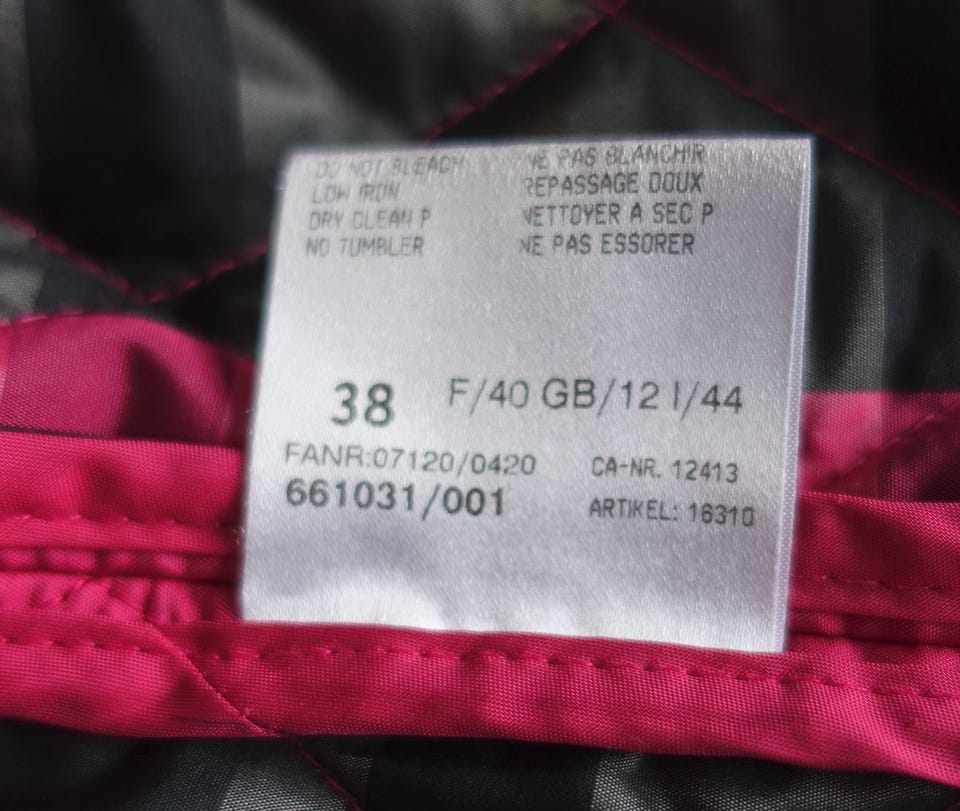 DO NOT BLEACH NE PAS BLANCHIR
LOW IRON REPASSAGE DOUX
DRY CLEAN P NETTOYER A SEC P
NO TUMBLER NE PAS ESSORER
38 F/40 GB/12 I/44
FANR:07120/0420 CA-NR. 12413
661031/001 ARTIKEL: 16310